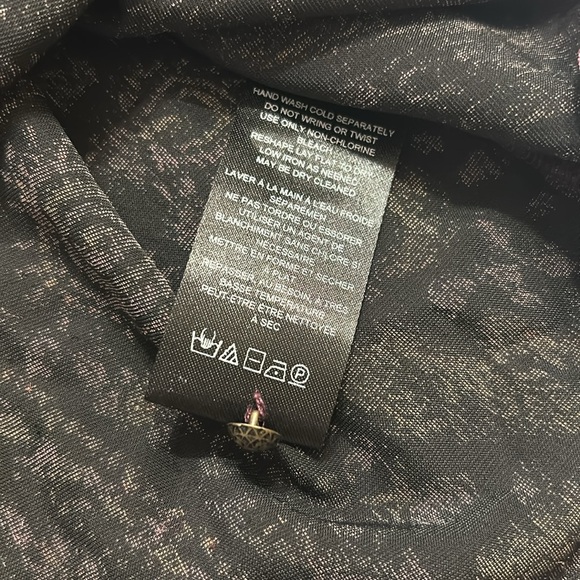 HAND WASH COLD SEPARATELY
DO NOT WRING OR TWIST
USE ONLY NON-CHLORINE
BLEACH
RESHAPE LAY FLAT TO DRY
LOW IRON AS NEEDED
MAY BE DRY CLEANED
LAVER À LA MAIN À L'EAU FROIDE
SÉPARÉMENT
NE PAS TORDRE OU ESSORER
UTILISER UN AGENT DE
BLANCHIMENT SANS CHLORE SI
NÉCESSAIRE
METTRE EN FORME ET SÉCHER
À PLAT
REPASSER AU BESOIN, À TRÈS
BASSE TEMPÉRATURE
PEUT-ÊTRE ÊTRE NETTOYÉE
À SEC
P